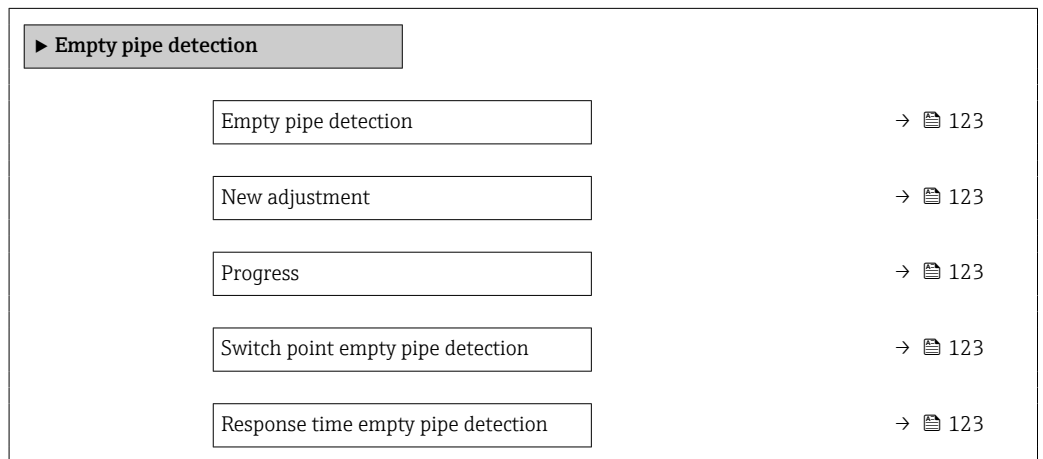 ▶ Empty pipe detection
Empty pipe detection → 123
New adjustment → 123
Progress → 123
Switch point empty pipe detection → 123
Response time empty pipe detection → 123